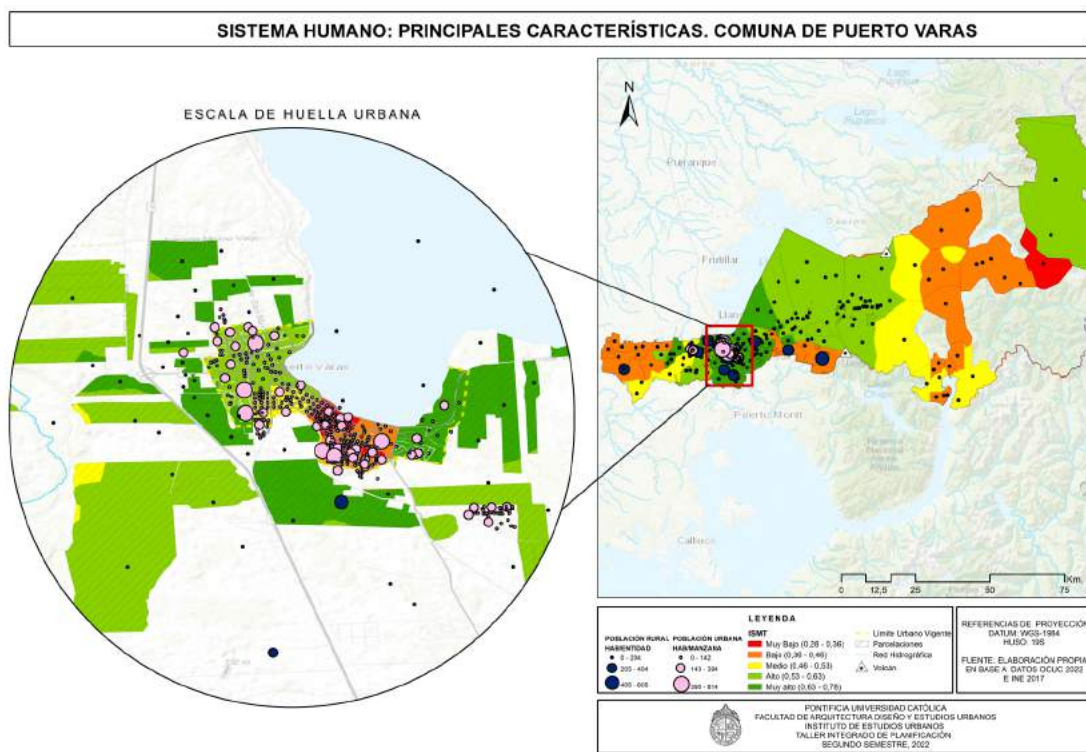 SISTEMA HUMANO: PRINCIPALES CARACTERÍSTICAS. COMUNA DE PUERTO VARAS
ESCALA DE HUELLA URBANA
N
Purranque
Frutillar
Puerto Montt
Calbuco
0 12,5 25 50 75
Km.
LEYENDA
POBLACIÓN RURAL
HAB/ENTIDAD
0 - 204
205 - 404
405 - 605
POBLACIÓN URBANA
HAB/MANZANA
0 - 142
143 - 394
395 - 814
ISMT
Muy Bajo (0,28 - 0,36)
Bajo (0,36 - 0,46)
Medio (0,46 - 0,53)
Alto (0,53 - 0,63)
Muy alto (0,63 - 0,78)
Límite Urbano Vigente
Parcelaciones
Red Hidrográfica
Volcán
REFERENCIAS DE PROYECCIÓN
DATUM: WGS-1984
HUSO: 19S
FUENTE: ELABORACIÓN PROPIA
EN BASE A DATOS OCUC 2022
E INE 2017
PONTIFICIA UNIVERSIDAD CATÓLICA
FACULTAD DE ARQUITECTURA DISEÑO Y ESTUDIOS URBANOS
INSTITUTO DE ESTUDIOS URBANOS
TALLER INTEGRADO DE PLANIFICACIÓN
SEGUNDO SEMESTRE, 2022